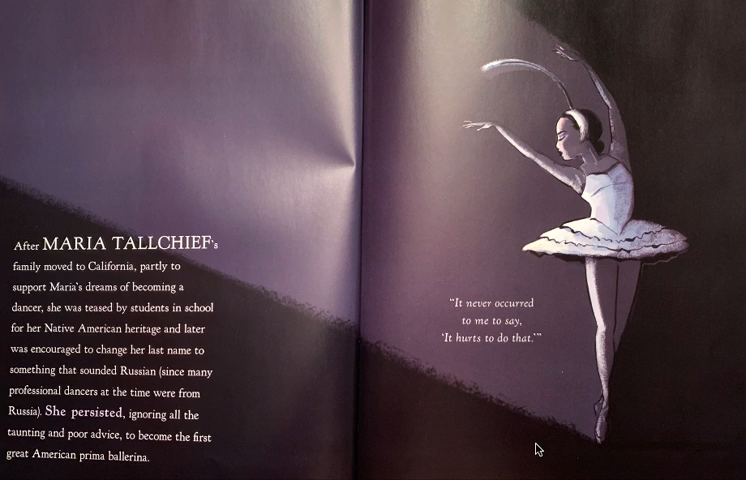 After MARIA TALLCHIEF's
family moved to California, partly to
support Maria's dreams of becoming a
dancer, she was teased by students in school
for her Native American heritage and later
was encouraged to change her last name to
something that sounded Russian (since many
professional dancers at the time were from
Russia). She persisted, ignoring all the
taunting and poor advice, to become the first
great American prima ballerina.
“It never occurred
to me to say,
‘It hurts to do that.’”